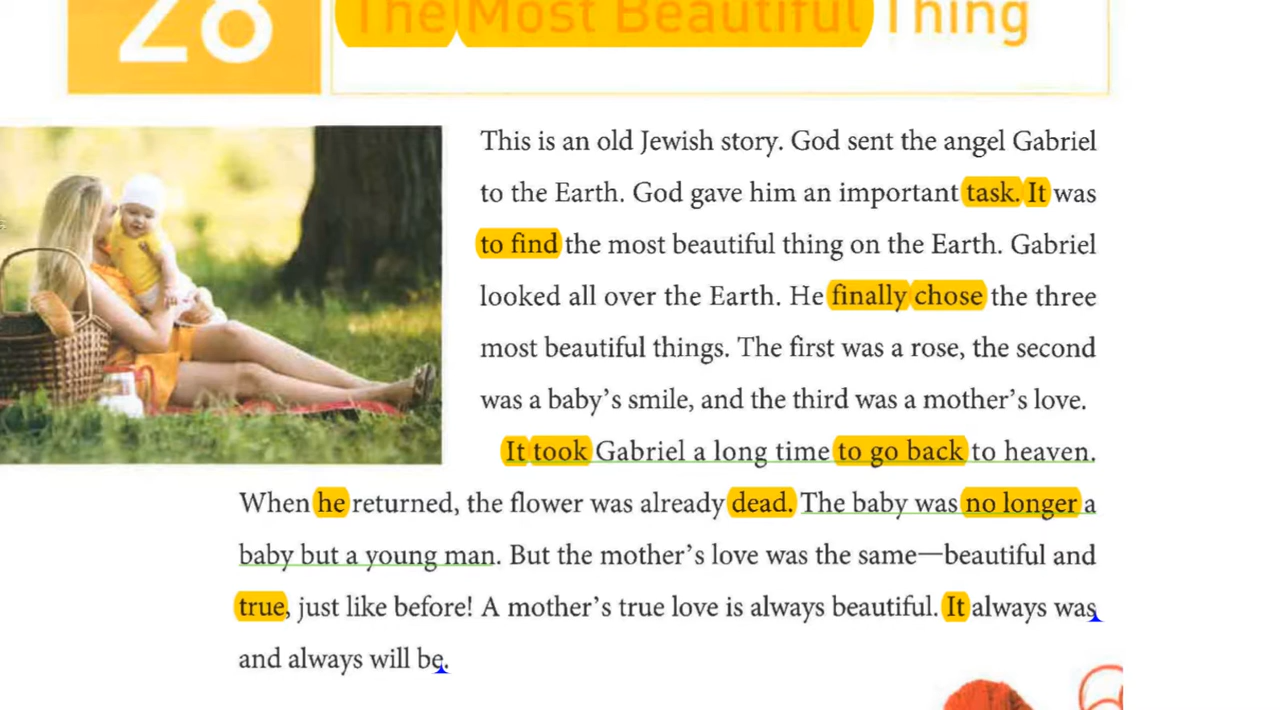 28
The Most Beautiful Thing
This is an old Jewish story. God sent the angel Gabriel
to the Earth. God gave him an important task. It was
to find the most beautiful thing on the Earth. Gabriel
looked all over the Earth. He finally chose the three
most beautiful things. The first was a rose, the second
was a baby’s smile, and the third was a mother’s love.
It took Gabriel a long time to go back to heaven.
When he returned, the flower was already dead. The baby was no longer a
baby but a young man. But the mother’s love was the same—beautiful and
true, just like before! A mother’s true love is always beautiful. It always was
and always will be.